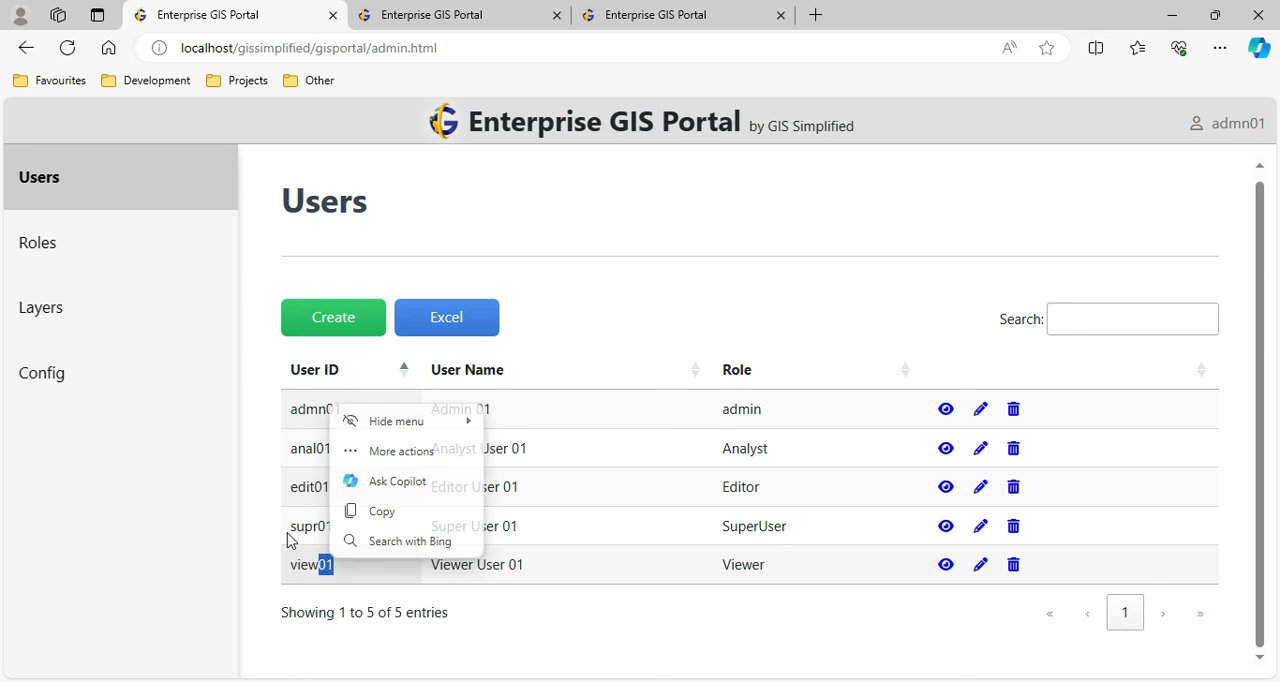 Enterprise GIS Portal Enterprise GIS Portal Enterprise GIS Portal
localhost/gissimplified/gisportal/admin.html
Favourites Development Projects Other
Enterprise GIS Portal by GIS Simplified admn01
Users
Roles
Layers
Config
Users
Create Excel Search:
User ID User Name Role
admn01 Admin 01 admin
Hide menu
anal01 Analyst User 01 Analyst
More actions
Ask Copilot
edit01 Editor User 01 Editor
Copy
supr01 Super User 01 SuperUser
Search with Bing
view01 Viewer User 01 Viewer
Showing 1 to 5 of 5 entries « ‹ 1 › »